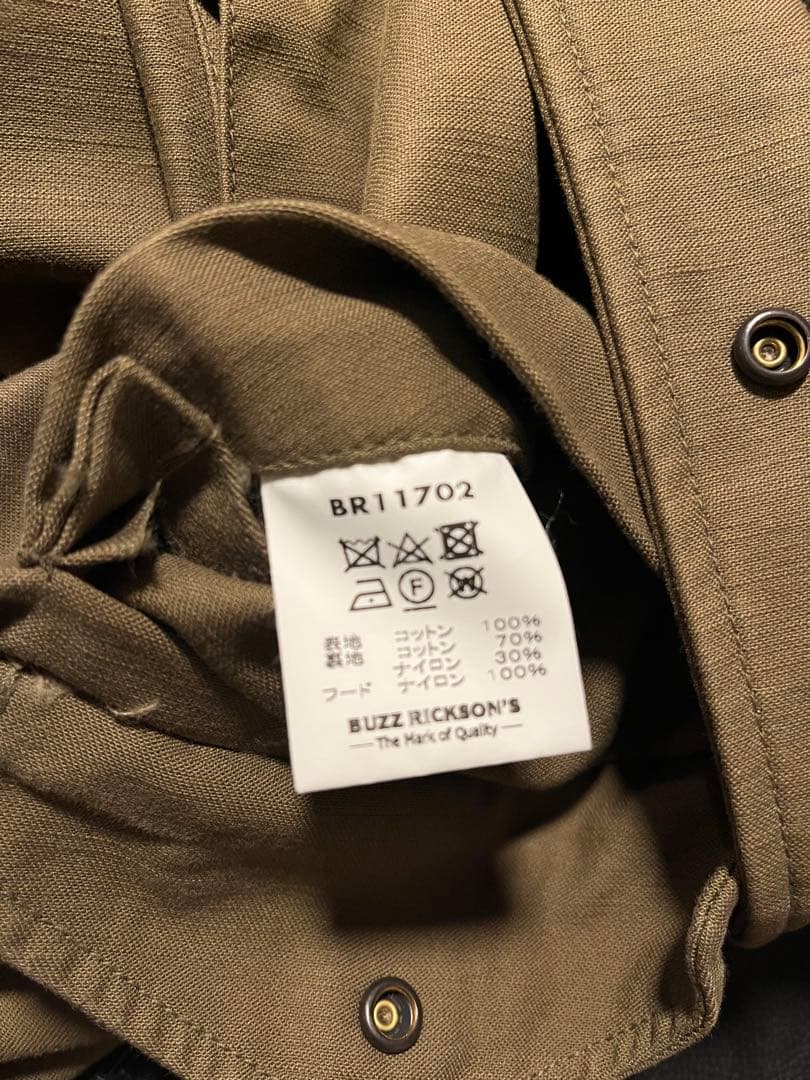 BR11702
F W
表地 コットン 100%
裏地 コットン 70%
ナイロン 30%
フード ナイロン 100%
BUZZ RICKSON'S
The Mark of Quality